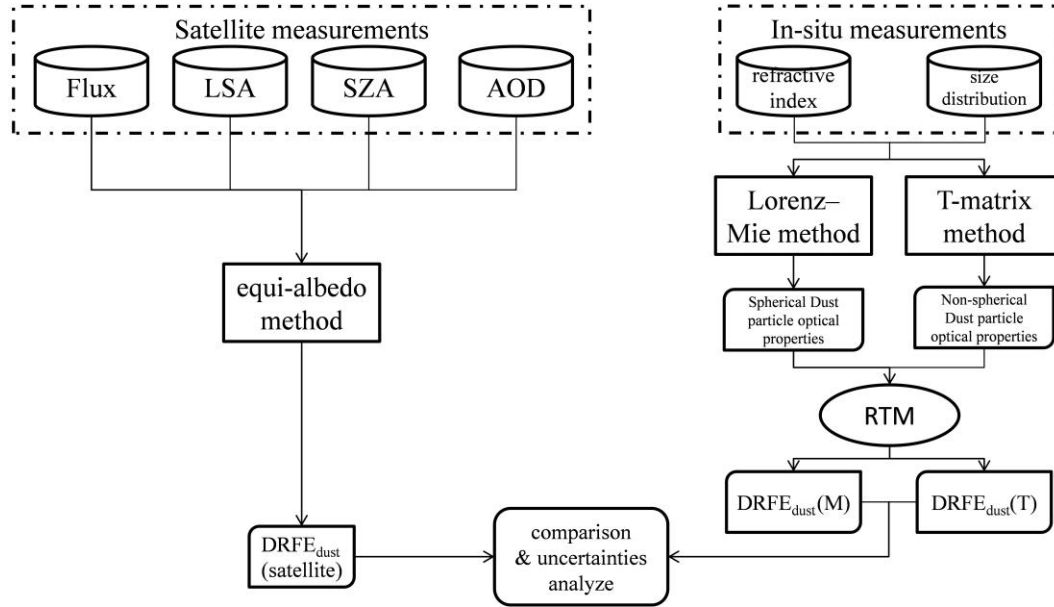 Satellite measurements
Flux
LSA
SZA
AOD
In-situ measurements
refractive
index
size
distribution
Lorenz–
Mie method
T-matrix
method
equi-albedo
method
Spherical Dust
particle optical
properties
Non-spherical
Dust particle
optical properties
RTM
DRFEdust(M)
DRFEdust(T)
DRFEdust
(satellite)
comparison
& uncertainties
analyze